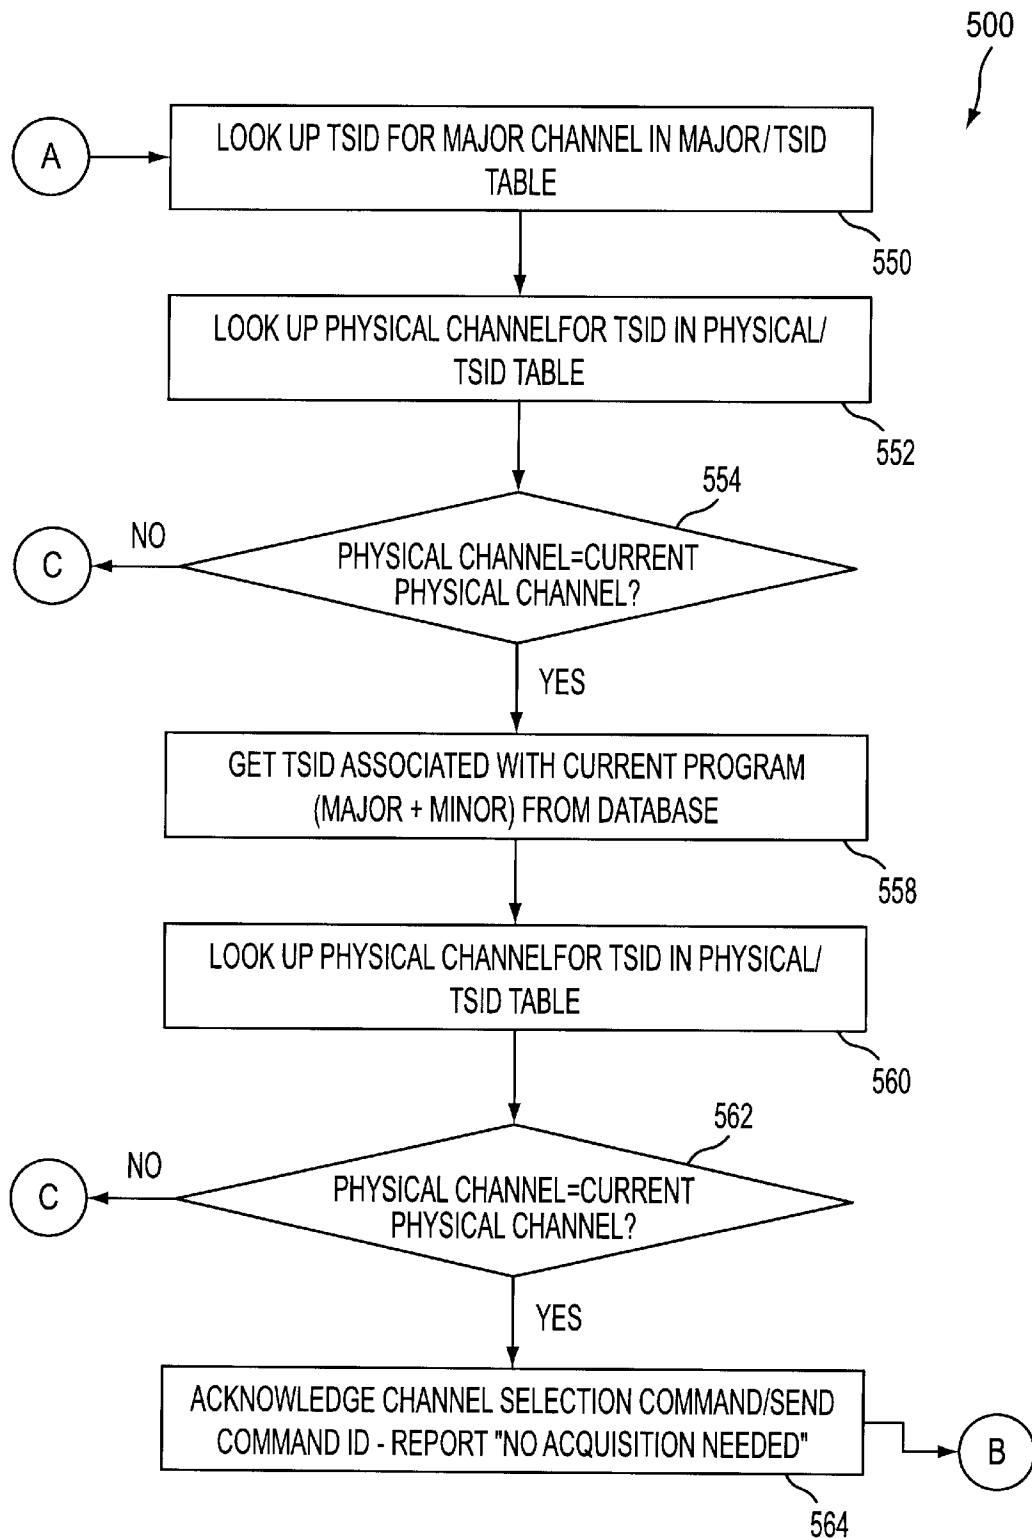 500
A
LOOK UP TSID FOR MAJOR CHANNEL IN MAJOR/TSID
TABLE
550
LOOK UP PHYSICAL CHANNELFOR TSID IN PHYSICAL/
TSID TABLE
552
554
C
NO
PHYSICAL CHANNEL=CURRENT
PHYSICAL CHANNEL?
YES
GET TSID ASSOCIATED WITH CURRENT PROGRAM
(MAJOR + MINOR) FROM DATABASE
558
LOOK UP PHYSICAL CHANNELFOR TSID IN PHYSICAL/
TSID TABLE
560
562
C
NO
PHYSICAL CHANNEL=CURRENT
PHYSICAL CHANNEL?
YES
ACKNOWLEDGE CHANNEL SELECTION COMMAND/SEND
COMMAND ID - REPORT "NO ACQUISITION NEEDED"
B
564